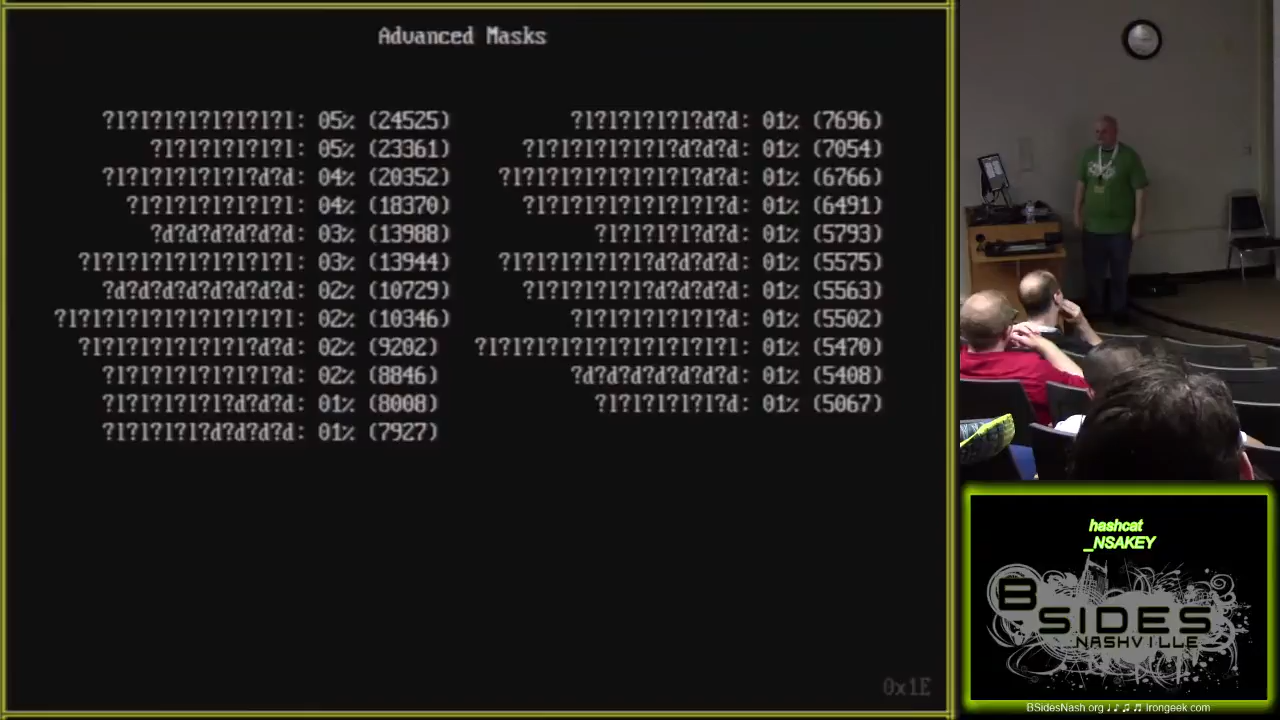 Advanced Masks
?l?l?l?l?l?l?l?l: 05% (24525)
?l?l?l?l?l?l: 05% (23361)
?l?l?l?l?l?l?d?d: 04% (20352)
?l?l?l?l?l?l?l: 04% (18370)
?d?d?d?d?d?d: 03% (13988)
?l?l?l?l?l?l?l?l?l: 03% (13944)
?d?d?d?d?d?d?d?d: 02% (10729)
?l?l?l?l?l?l?l?l?l?l: 02% (10346)
?l?l?l?l?l?l?l?d?d: 02% (9202)
?l?l?l?l?l?l?l?d: 02% (8846)
?l?l?l?l?l?d?d?d: 01% (8008)
?l?l?l?l?d?d?d?d: 01% (7927)
?l?l?l?l?l?d?d: 01% (7696)
?l?l?l?l?l?l?d?d?d: 01% (7054)
?l?l?l?l?l?l?l?l?d?d: 01% (6766)
?l?l?l?l?l?l?l?l?d: 01% (6491)
?l?l?l?l?d?d: 01% (5793)
?l?l?l?l?l?l?d?d?d?d: 01% (5575)
?l?l?l?l?l?d?d?d?d: 01% (5563)
?l?l?l?l?l?l?d: 01% (5502)
?l?l?l?l?l?l?l?l?l?l?l: 01% (5470)
?d?d?d?d?d?d?d: 01% (5408)
?l?l?l?l?l?d: 01% (5067)
0x1E
hashcat
_NSAKEY
BSIDES
NASHVILLE
BSidesNash.org ♩♪♫♬ Irongeek.com